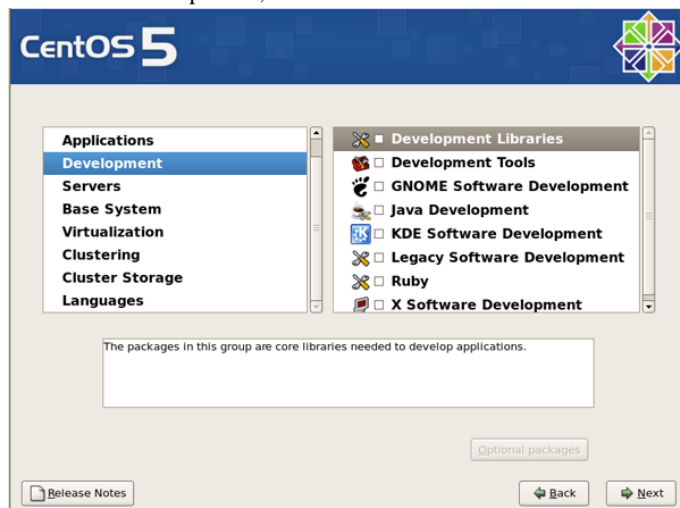 CentOS 5
Applications
Development
Servers
Base System
Virtualization
Clustering
Cluster Storage
Languages
Development Libraries
Development Tools
GNOME Software Development
Java Development
KDE Software Development
Legacy Software Development
Ruby
X Software Development
The packages in this group are core libraries needed to develop applications.
Optional packages
Release Notes
Back
Next